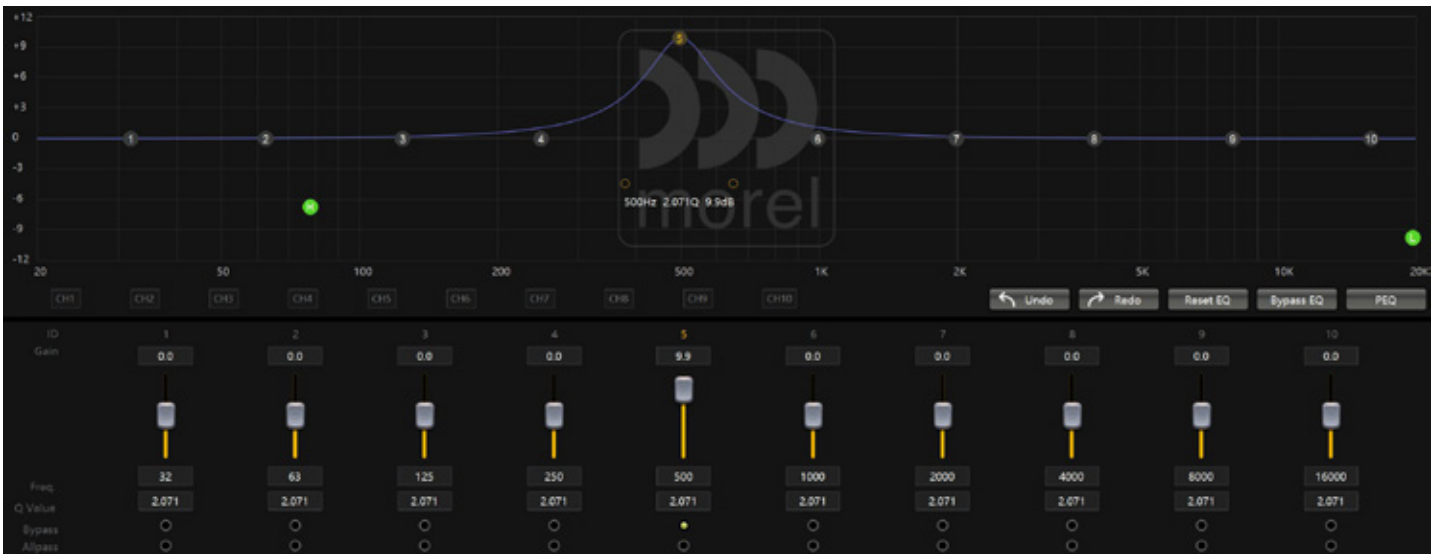 +12
+9
+6
+3
0
-3
-6
-9
-12
5
1 2 3 4 6 7 8 9 10
morel
500Hz 2.071Q 9.9dB
H
L
20 50 100 200 500 1K 2K 5K 10K 20K
CH1 CH2 CH3 CH4 CH5 CH6 CH7 CH8 CH9 CH10
Undo Redo Reset EQ Bypass EQ PEQ
ID 1 2 3 4 5 6 7 8 9 10
Gain 0.0 0.0 0.0 0.0 9.9 0.0 0.0 0.0 0.0 0.0
Freq. 32 63 125 250 500 1000 2000 4000 8000 16000
Q Value 2.071 2.071 2.071 2.071 2.071 2.071 2.071 2.071 2.071 2.071
Bypass
Allpass